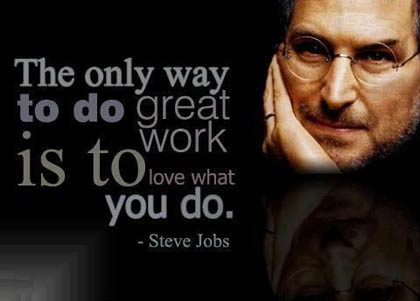 The only way
to do great
work
is to love what
you do.
- Steve Jobs